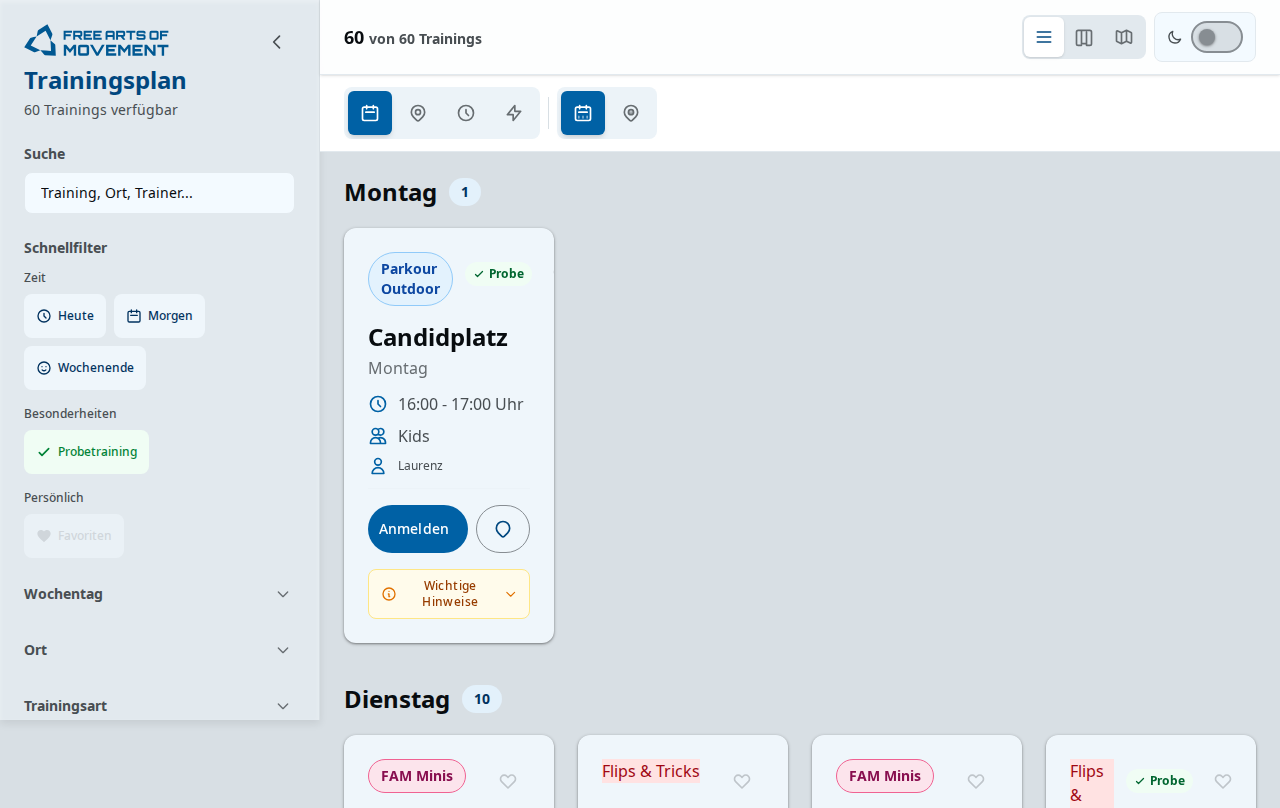 FREE ARTS OF
MOVEMENT
Trainingsplan
60 Trainings verfügbar
Suche
Training, Ort, Trainer...
Schnellfilter
Zeit
Heute
Morgen
Wochenende
Besonderheiten
Probetraining
Persönlich
Favoriten
Wochentag
Ort
Trainingsart
60 von 60 Trainings
Montag 1
Parkour
Outdoor
Probe
Candidplatz
Montag
16:00 - 17:00 Uhr
Kids
Laurenz
Anmelden
Wichtige
Hinweise
Dienstag 10
FAM Minis
Flips & Tricks
FAM Minis
Flips
&
Probe